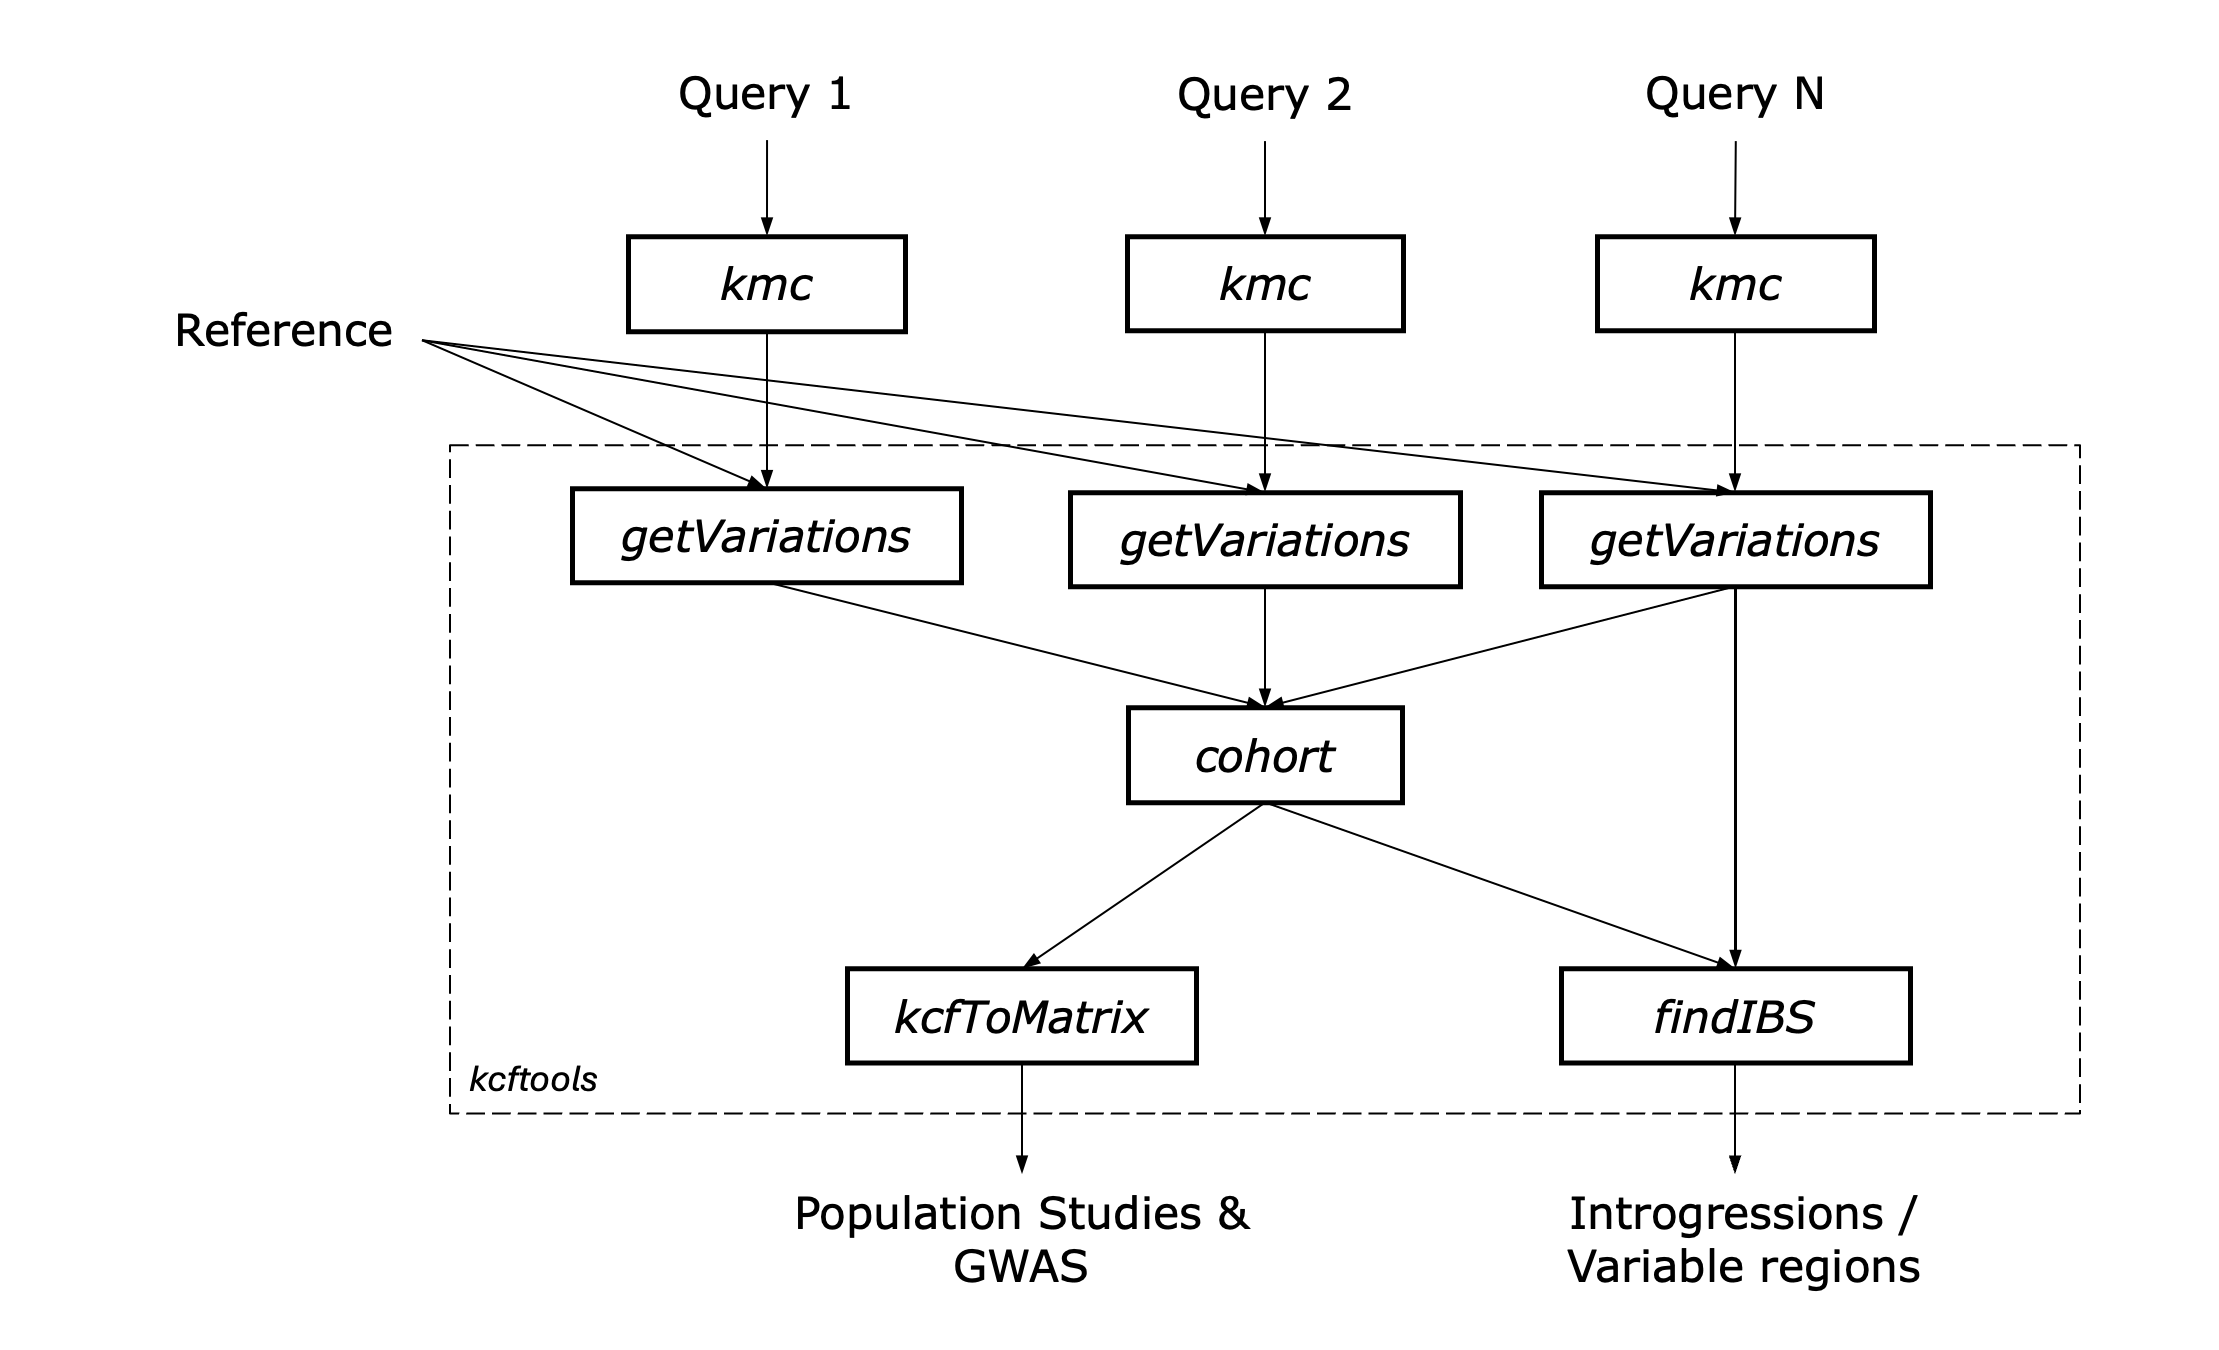 Query 1
Query 2
Query N
kmc
kmc
kmc
Reference
getVariations
getVariations
getVariations
cohort
kcfToMatrix
findIBS
kcftools
Population Studies &
GWAS
Introgressions /
Variable regions